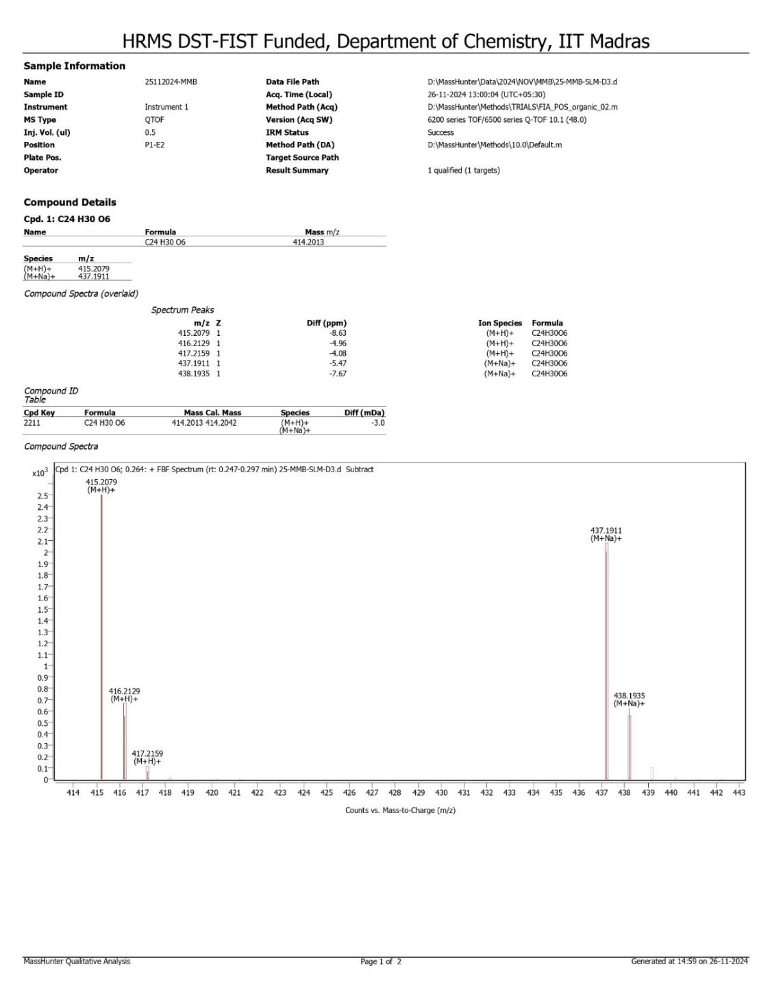 HRMS DST-FIST Funded, Department of Chemistry, IIT Madras
Sample Information
Name 25112024-MMB Data File Path D:\MassHunter\Data\2024\NOV\MMB\25-MMB-SLM-D3.d
Sample ID Acq. Time (Local) 26-11-2024 13:00:04 (UTC+05:30)
Instrument Instrument 1 Method Path (Acq) D:\MassHunter\Methods\TRIALS\FIA_POS_organic_02.m
MS Type QTOF Version (Acq SW) 6200 series TOF/6500 series Q-TOF 10.1 (48.0)
Inj. Vol. (ul) 0.5 IRM Status Success
Position P1-E2 Method Path (DA) D:\MassHunter\Methods\10.0\Default.m
Plate Pos. Target Source Path
Operator Result Summary 1 qualified (1 targets)
Compound Details
Cpd. 1: C24 H30 O6
Name Formula Mass m/z
C24 H30 O6 414.2013
Species m/z
(M+H)+ 415.2079
(M+Na)+ 437.1911
Compound Spectra (overlaid)
Spectrum Peaks
m/z Z Diff (ppm) Ion Species Formula
415.2079 1 -8.63 (M+H)+ C24H30O6
416.2129 1 -4.96 (M+H)+ C24H30O6
417.2159 1 -4.08 (M+H)+ C24H30O6
437.1911 1 -5.47 (M+Na)+ C24H30O6
438.1935 1 -7.67 (M+Na)+ C24H30O6
Compound ID
Table
Cpd Key Formula Mass Cal. Mass Species Diff (mDa)
2211 C24 H30 O6 414.2013 414.2042 (M+H)+ -3.0
(M+Na)+
Compound Spectra
x10³ Cpd 1: C24 H30 O6; 0.264: + FBF Spectrum (rt: 0.247-0.297 min) 25-MMB-SLM-D3.d Subtract
415.2079
(M+H)+
2.5
2.4
2.3
2.2
437.1911
(M+Na)+
2.1
2
1.9
1.8
1.7
1.6
1.5
1.4
1.3
1.2
1.1
1
0.9
0.8
416.2129
(M+H)+
438.1935
(M+Na)+
0.7
0.6
0.5
0.4
0.3
417.2159
(M+H)+
0.2
0.1
0
414 415 416 417 418 419 420 421 422 423 424 425 426 427 428 429 430 431 432 433 434 435 436 437 438 439 440 441 442 443
Counts vs. Mass-to-Charge (m/z)
MassHunter Qualitative Analysis Page 1 of 2 Generated at 14:59 on 26-11-2024